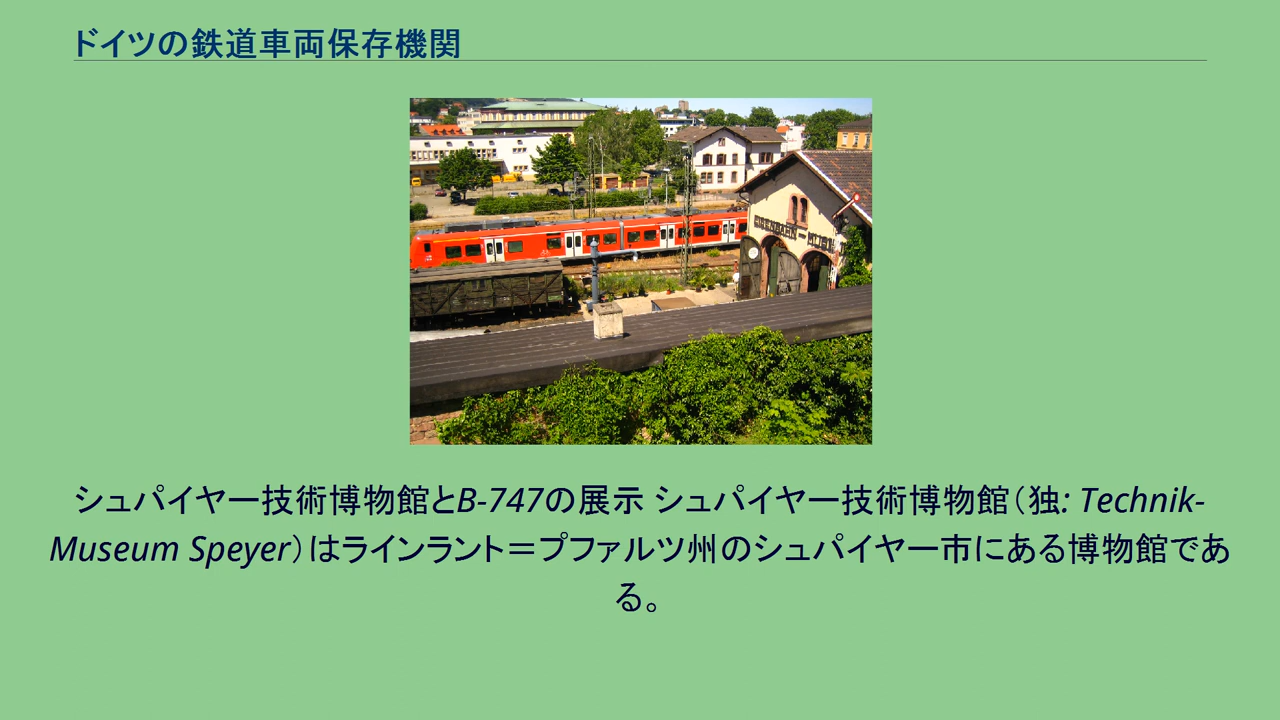 ドイツの鉄道車両保存機関
EISENBAHN-
シュパイヤー技術博物館とB-747の展示 シュパイヤー技術博物館（独: Technik-
Museum Speyer）はラインラント＝プファルツ州のシュパイヤー市にある博物館であ
る。